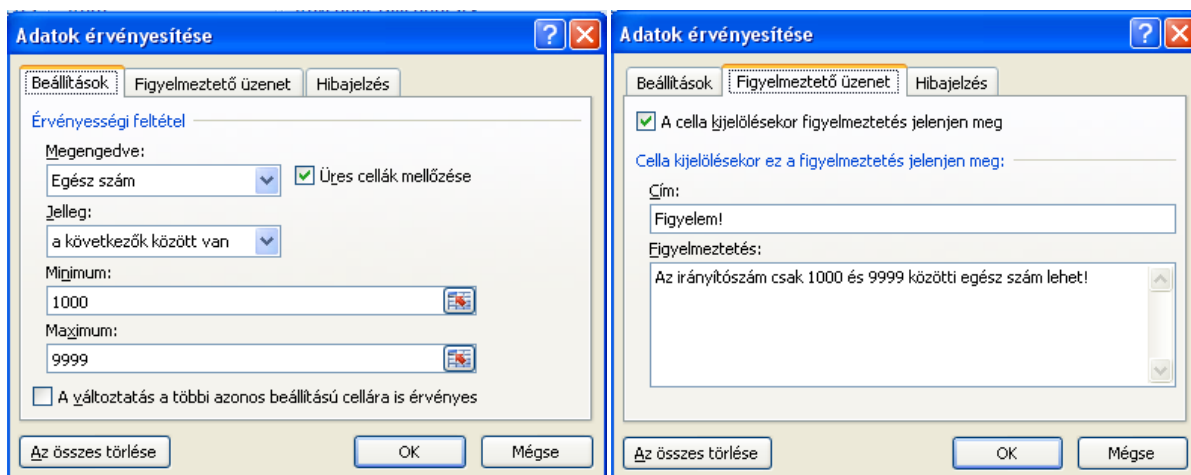 Adatok érvényesítése
Beállítások Figyelmeztető üzenet Hibajelzés
Érvényességi feltétel
Megengedve:
Egész szám
Üres cellák mellőzése
Jelleg:
a következők között van
Minimum:
1000
Maximum:
9999
A változtatás a többi azonos beállítású cellára is érvényes
Az összes törlése OK Mégse
Adatok érvényesítése
Beállítások Figyelmeztető üzenet Hibajelzés
A cella kijelölésekor figyelmeztetés jelenjen meg
Cella kijelölésekor ez a figyelmeztetés jelenjen meg:
Cím:
Figyelem!
Figyelmeztetés:
Az irányítószám csak 1000 és 9999 közötti egész szám lehet!
Az összes törlése OK Mégse